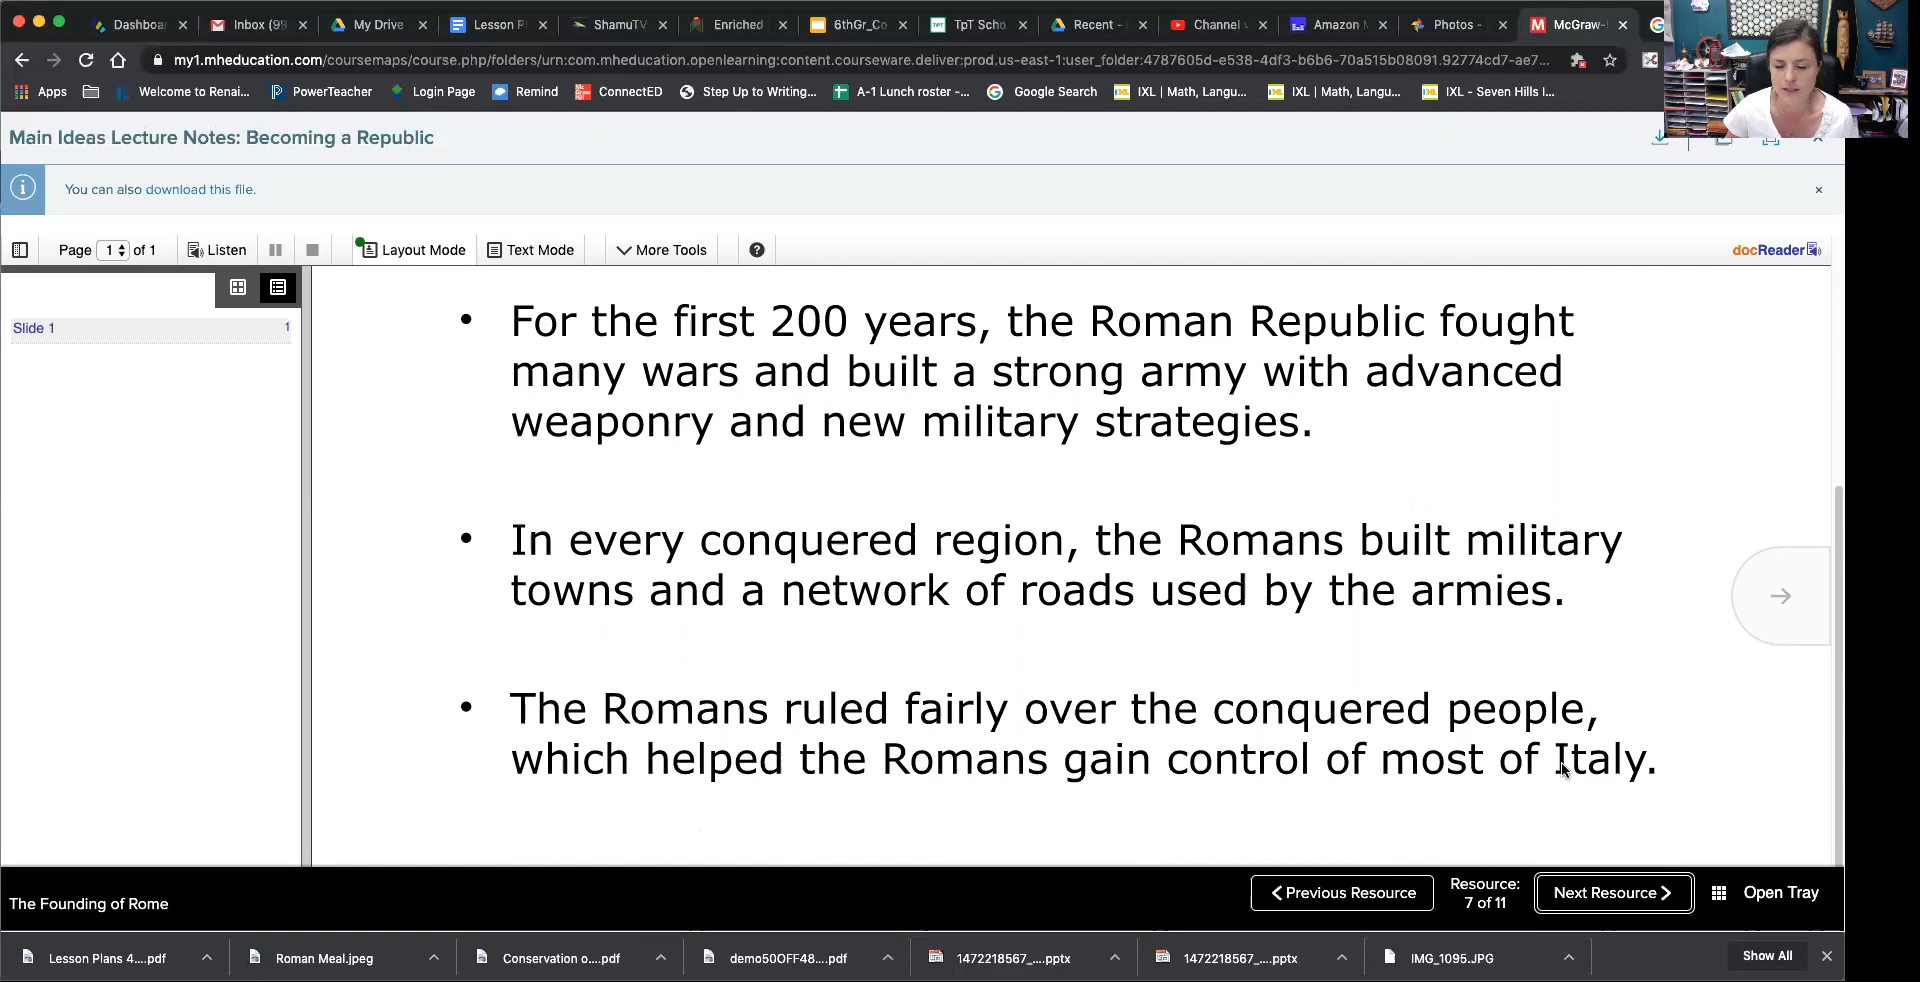 Dashboa
Inbox (99
My Drive
Lesson P
ShamuTV
Enriched
6thGr_Co
TpT Scho
Recent -
Channel
Amazon
Photos -
McGraw-
my1.mheducation.com/coursemaps/course.php/folders/urn:com.mheducation.openlearning:content.courseware.deliver:prod.us-east-1:user_folder:4787605d-e538-4df3-b6b6-70a515b08091.92774cd7-ae7...
Apps
Welcome to Renai...
PowerTeacher
Login Page
Remind
ConnectED
Step Up to Writing...
A-1 Lunch roster -...
Google Search
IXL | Math, Langu...
IXL | Math, Langu...
IXL - Seven Hills I...
Main Ideas Lecture Notes: Becoming a Republic
You can also download this file.
Page 1 of 1
Listen
Layout Mode
Text Mode
More Tools
docReader
Slide 1 1
• For the first 200 years, the Roman Republic fought
many wars and built a strong army with advanced
weaponry and new military strategies.
• In every conquered region, the Romans built military
towns and a network of roads used by the armies.
• The Romans ruled fairly over the conquered people,
which helped the Romans gain control of most of Italy.
The Founding of Rome
Previous Resource
Resource:
7 of 11
Next Resource
Open Tray
Lesson Plans 4....pdf
Roman Meal.jpeg
Conservation o....pdf
demo50OFF48....pdf
1472218567_....pptx
1472218567_....pptx
IMG_1095.JPG
Show All